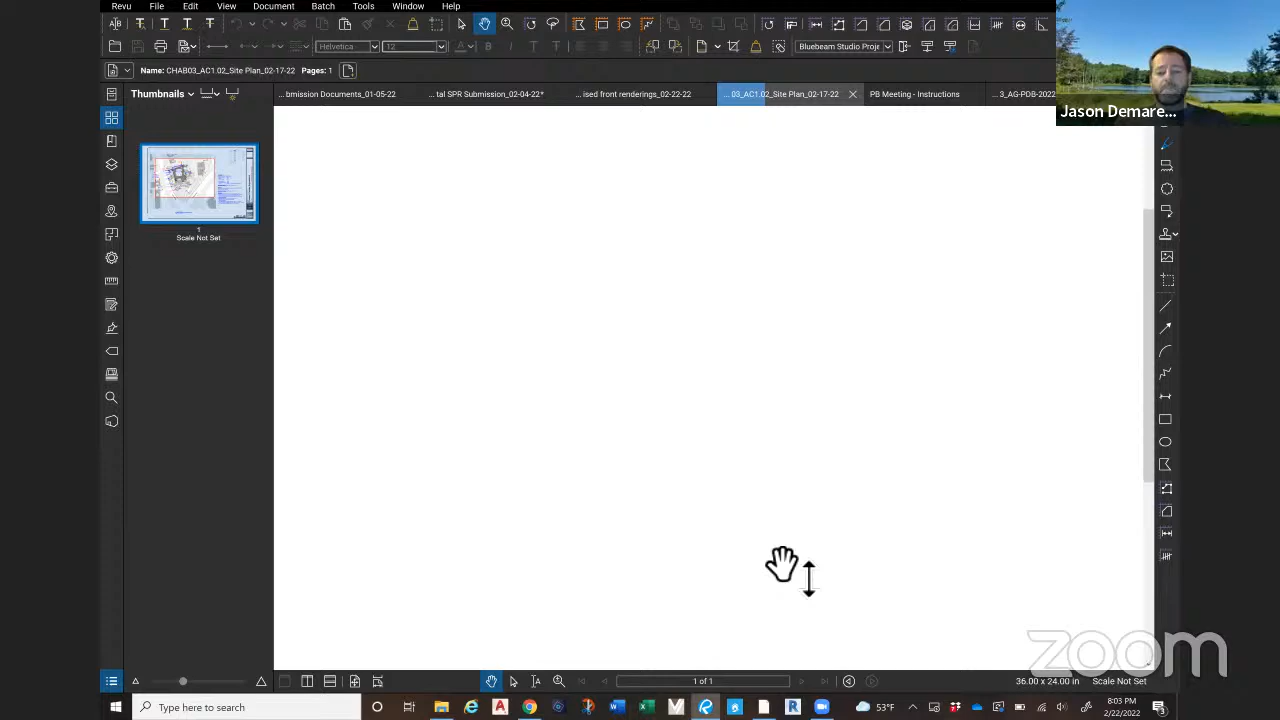 Revu File Edit View Document Batch Tools Window Help
Helvetica 12 Bluebeam Studio Projec
Name: CHAB03_AC1.02_Site Plan_02-17-22 Pages: 1
Thumbnails
... bmission Documents_01-05-22 ... tal SPR Submission_02-04-22* ... ised front renderings_02-22-22 ... 03_AC1.02_Site Plan_02-17-22 PB Meeting - Instructions ... 3_AG-PDB-2022
Jason Demare...
1
Scale Not Set
zoom
1 of 1 36.00 x 24.00 in Scale Not Set
Type here to search 53°F 8:03 PM
2/22/2022